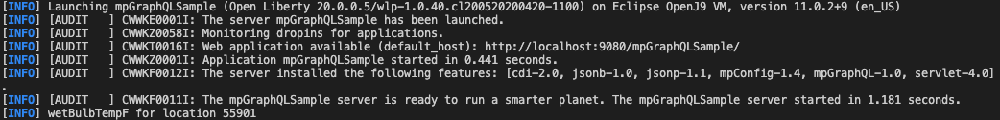 [INFO] Launching mpGraphQLSample (Open Liberty 20.0.0.5/wlp-1.0.40.cl200520200420-1100) on Eclipse OpenJ9 VM, version 11.0.2+9 (en_US)
[INFO] [AUDIT   ] CWWKE0001I: The server mpGraphQLSample has been launched.
[INFO] [AUDIT   ] CWWKZ0058I: Monitoring dropins for applications.
[INFO] [AUDIT   ] CWWKT0016I: Web application available (default_host): http://localhost:9080/mpGraphQLSample/
[INFO] [AUDIT   ] CWWKZ0001I: Application mpGraphQLSample started in 0.441 seconds.
[INFO] [AUDIT   ] CWWKF0012I: The server installed the following features: [cdi-2.0, jsonb-1.0, jsonp-1.1, mpConfig-1.4, mpGraphQL-1.0, servlet-4.0]
.
[INFO] [AUDIT   ] CWWKF0011I: The mpGraphQLSample server is ready to run a smarter planet. The mpGraphQLSample server started in 1.181 seconds.
[INFO] wetBulbTempF for location 55901